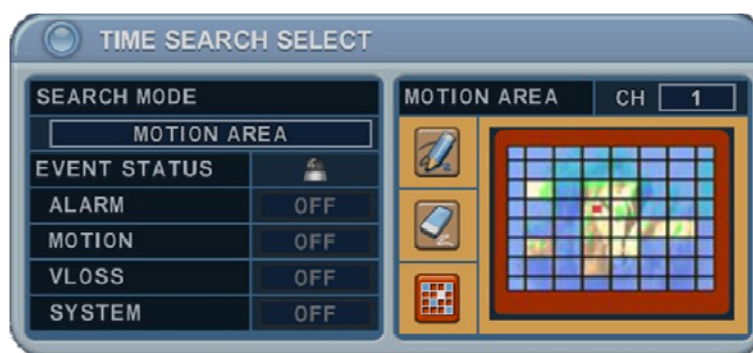 TIME SEARCH SELECT
SEARCH MODE
MOTION AREA
EVENT STATUS
ALARM OFF
MOTION OFF
VLOSS OFF
SYSTEM OFF
MOTION AREA CH 1